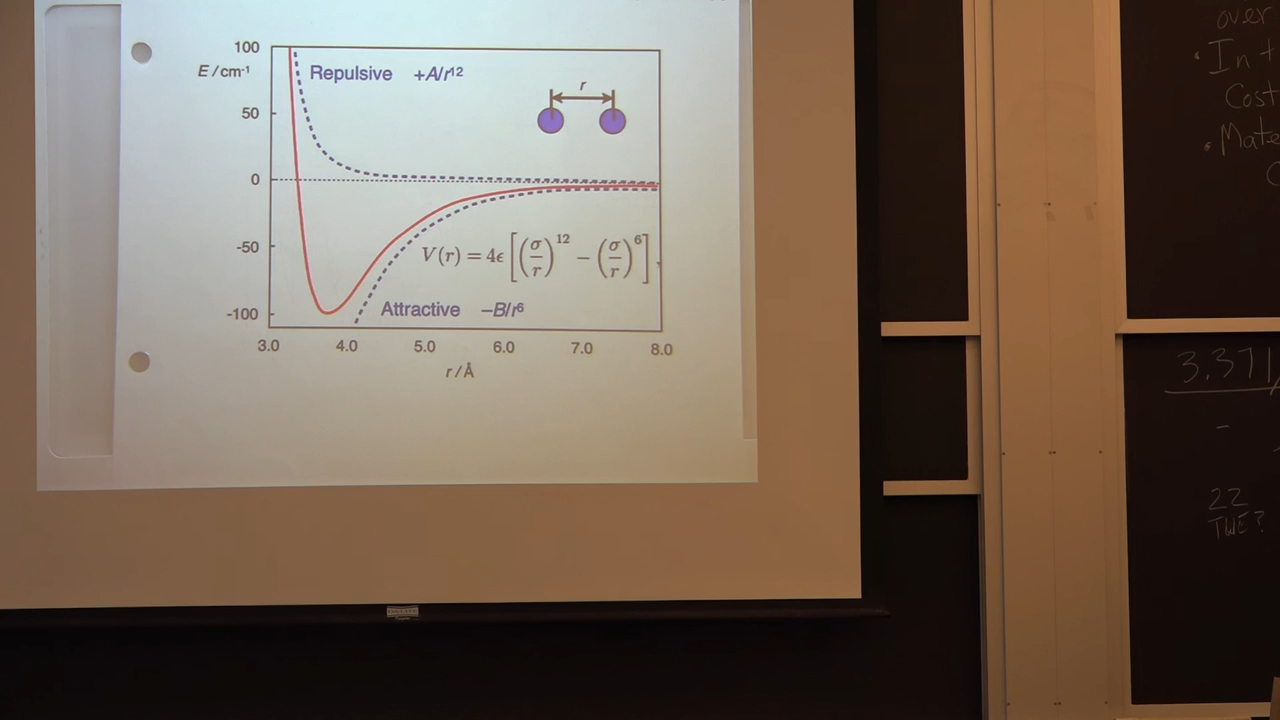 100
E / cm⁻¹
Repulsive +A/r¹²
r
50
0
-50
V(r) = 4ϵ [(σ/r)¹² − (σ/r)⁶],
Attractive −B/r⁶
-100
3.0 4.0 5.0 6.0 7.0 8.0
r / Å
over
• In
Cost
• Mate
3.371
-
22
TWE?